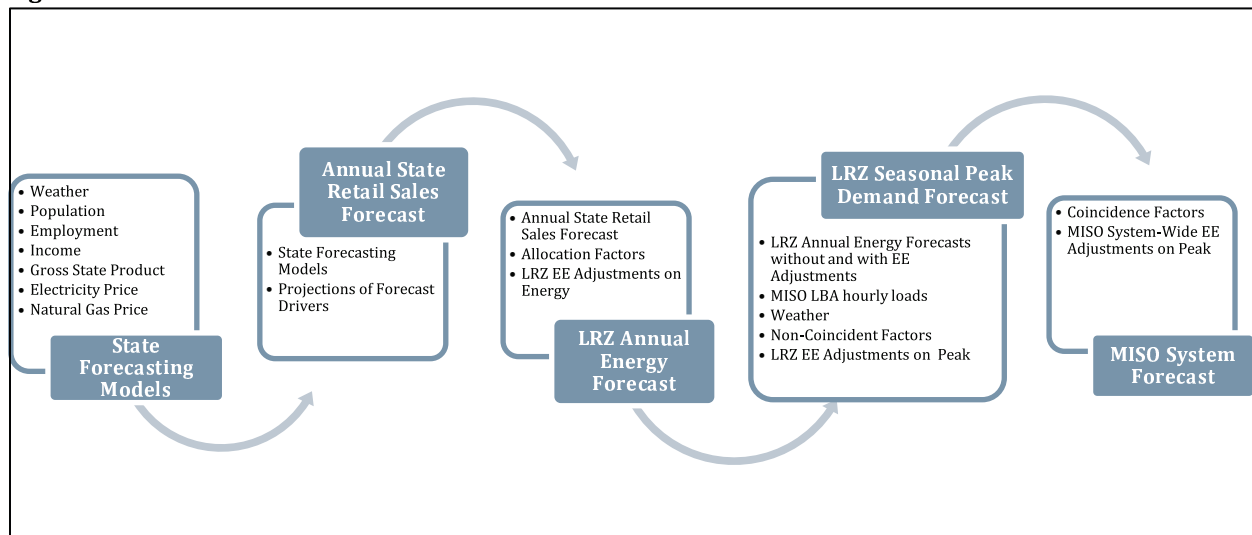 • Weather
• Population
• Employment
• Income
• Gross State Product
• Electricity Price
• Natural Gas Price
State
Forecasting
Models
Annual State
Retail Sales
Forecast
• State Forecasting
Models
• Projections of Forecast
Drivers
• Annual State Retail
Sales Forecast
• Allocation Factors
• LRZ EE Adjustments on
Energy
LRZ Annual
Energy
Forecast
LRZ Seasonal Peak
Demand Forecast
• LRZ Annual Energy Forecasts
without and with EE
Adjustments
• MISO LBA hourly loads
• Weather
• Non-Coincident Factors
• LRZ EE Adjustments on Peak
• Coincidence Factors
• MISO System-Wide EE
Adjustments on Peak
MISO System
Forecast